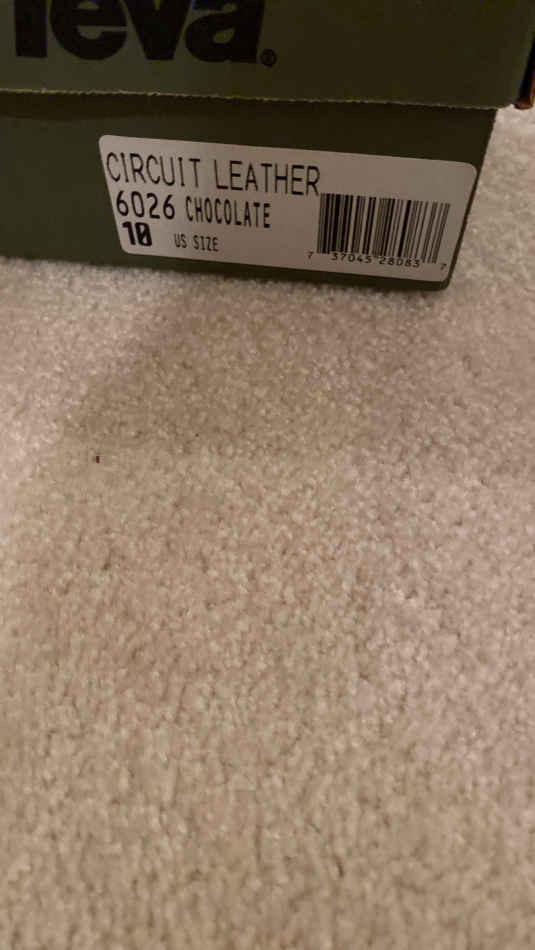 Teva®
CIRCUIT LEATHER
6026 CHOCOLATE
10 US SIZE
7 37045 28083 7